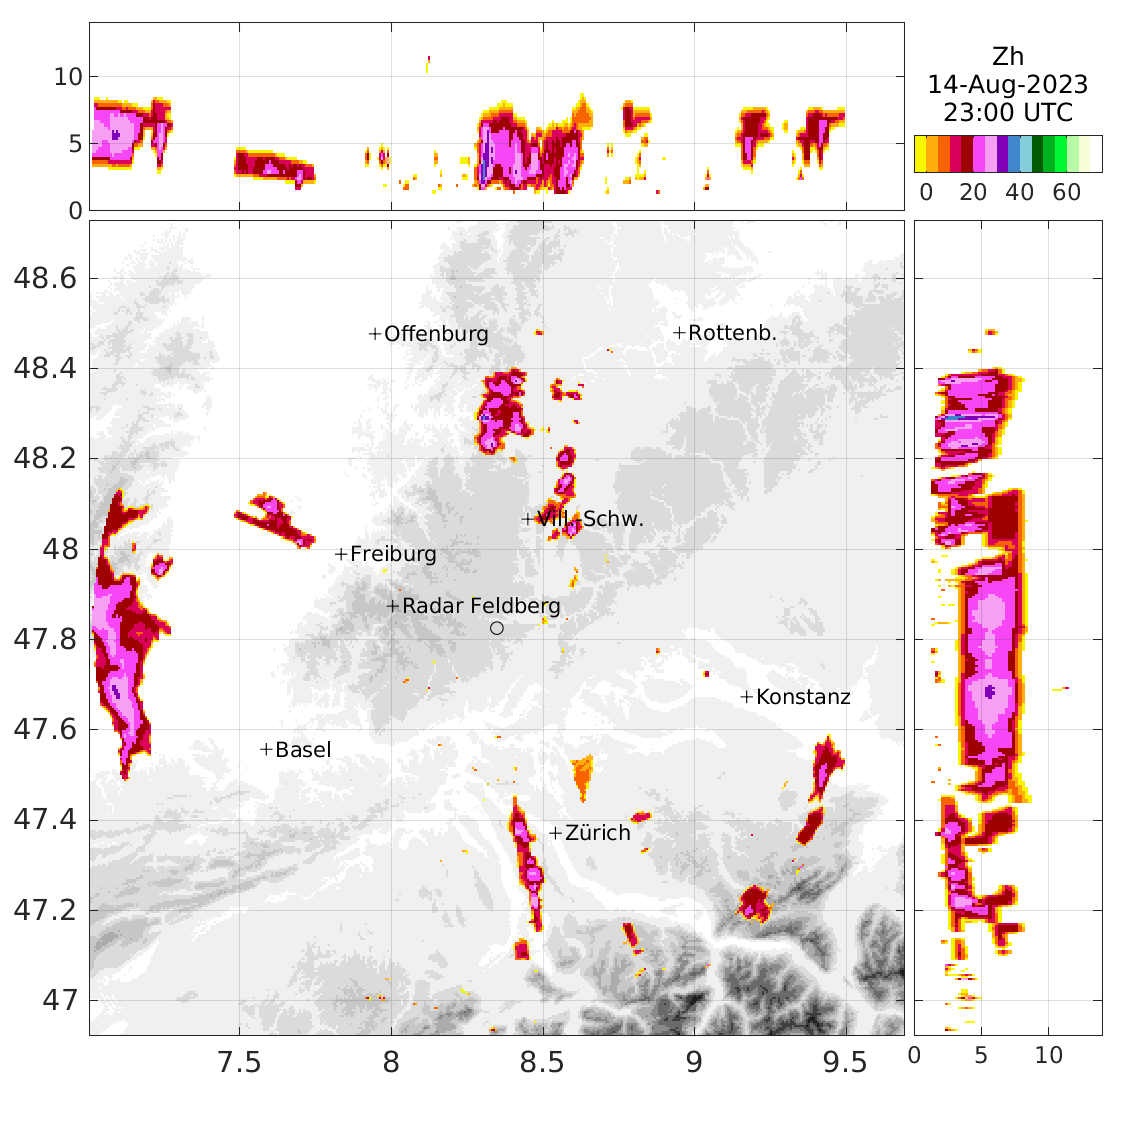 Zh
14-Aug-2023
23:00 UTC
10
5
0
0 20 40 60
48.6
48.4
48.2
48
47.8
47.6
47.4
47.2
47
Offenburg
Rottenb.
Vill.-Schw.
Freiburg
Radar Feldberg
Konstanz
Basel
Zürich
7.5 8 8.5 9 9.5
0 5 10